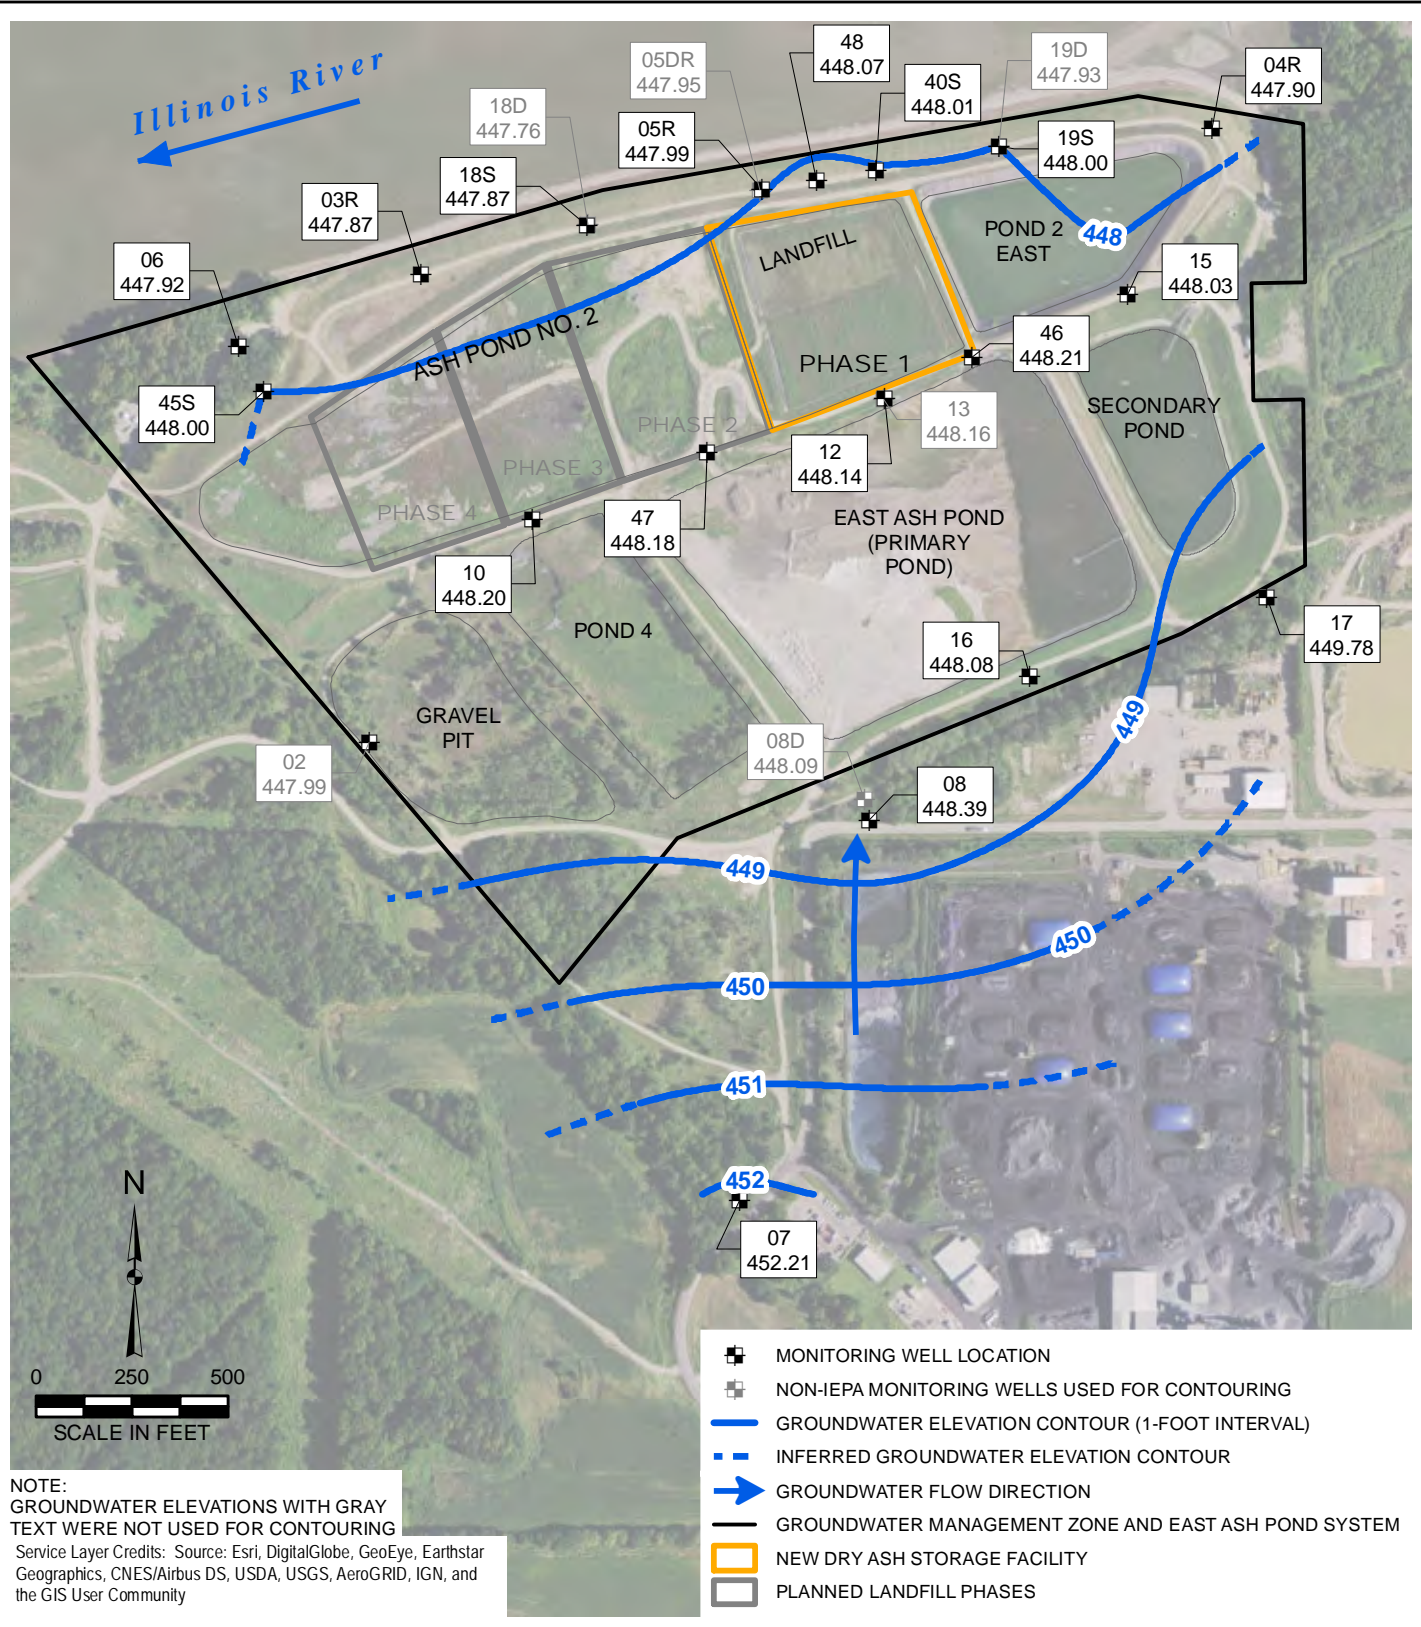 Illinois River
48
448.07
19D
447.93
04R
447.90
05DR
447.95
40S
448.01
18D
447.76
05R
447.99
19S
448.00
18S
447.87
03R
447.87
06
447.92
POND 2
EAST
448
LANDFILL
15
448.03
ASH POND NO. 2
46
448.21
PHASE 1
45S
448.00
SECONDARY
POND
13
448.16
PHASE 2
12
448.14
PHASE 3
PHASE 4
47
448.18
EAST ASH POND
(PRIMARY
POND)
10
448.20
POND 4
16
448.08
17
449.78
GRAVEL
PIT
449
02
447.99
08D
448.09
08
448.39
449
450
450
451
452
07
452.21
N
0 250 500
SCALE IN FEET
MONITORING WELL LOCATION
NON-IEPA MONITORING WELLS USED FOR CONTOURING
GROUNDWATER ELEVATION CONTOUR (1-FOOT INTERVAL)
INFERRED GROUNDWATER ELEVATION CONTOUR
GROUNDWATER FLOW DIRECTION
GROUNDWATER MANAGEMENT ZONE AND EAST ASH POND SYSTEM
NEW DRY ASH STORAGE FACILITY
PLANNED LANDFILL PHASES
NOTE:
GROUNDWATER ELEVATIONS WITH GRAY
TEXT WERE NOT USED FOR CONTOURING
Service Layer Credits: Source: Esri, DigitalGlobe, GeoEye, Earthstar
Geographics, CNES/Airbus DS, USDA, USGS, AeroGRID, IGN, and
the GIS User Community